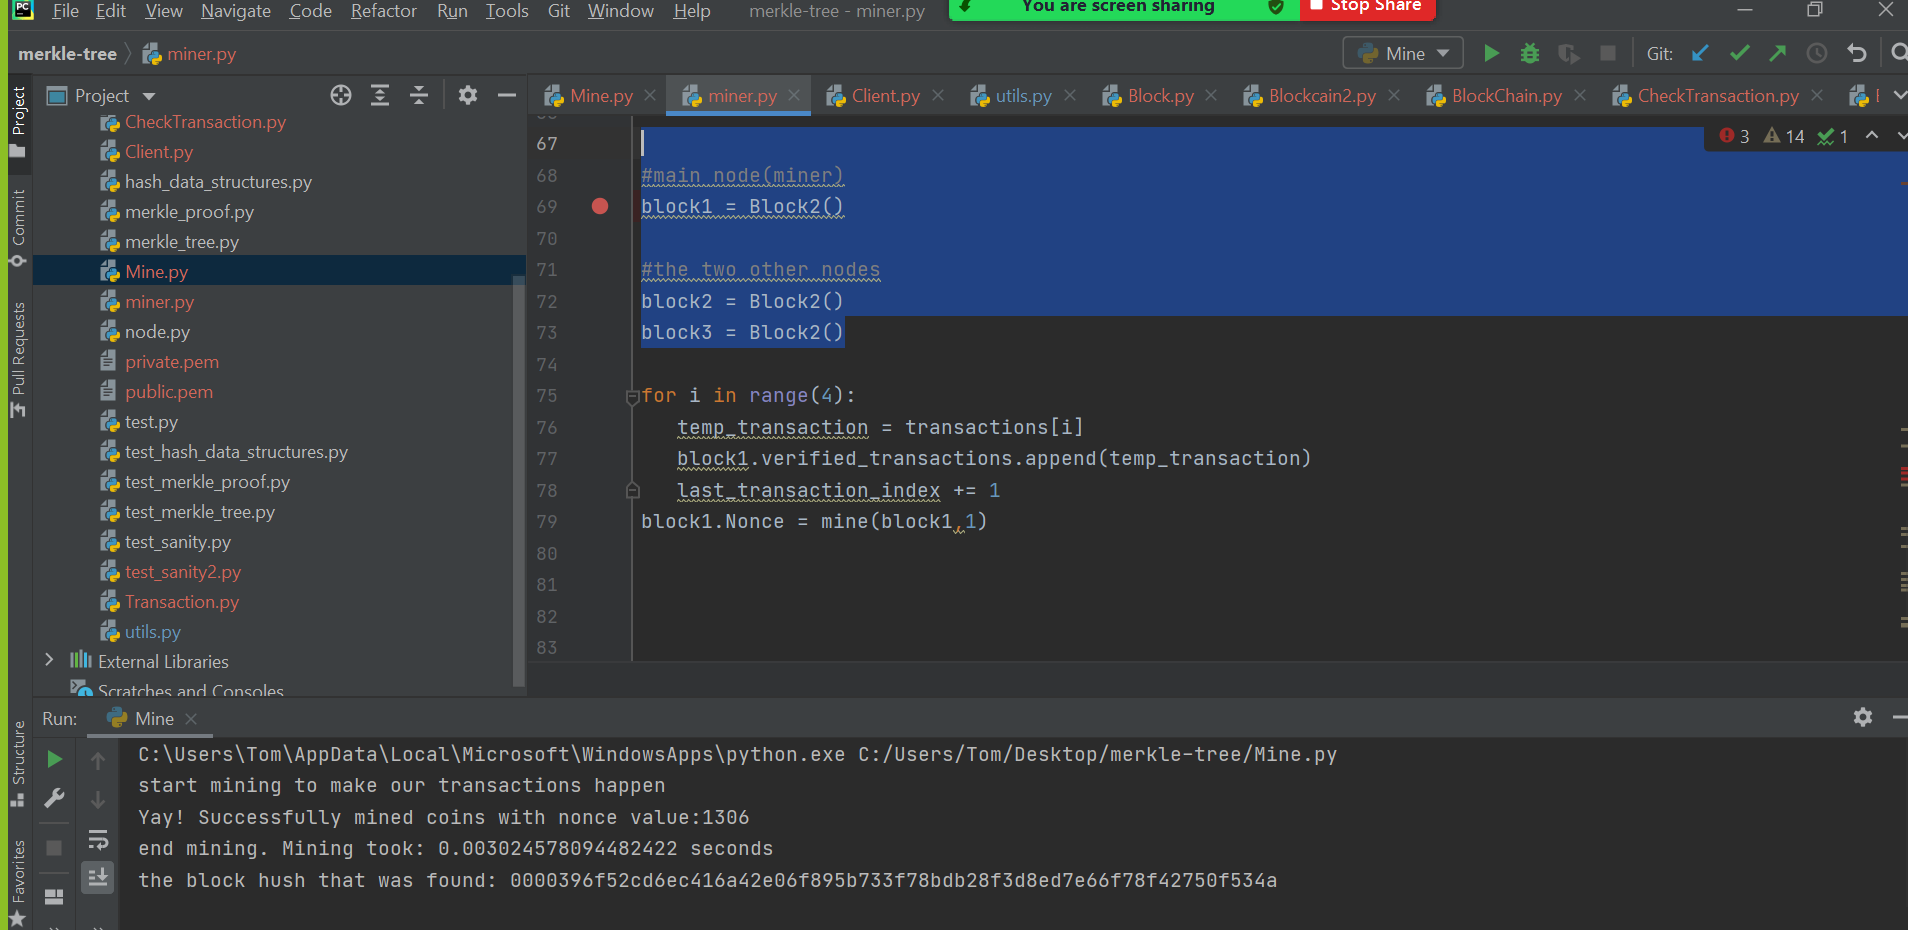 PC File Edit View Navigate Code Refactor Run Tools Git Window Help merkle-tree - miner.py You are screen sharing Stop Share
merkle-tree miner.py Mine Git:
Project Mine.py miner.py Client.py utils.py Block.py Blockcain2.py BlockChain.py CheckTransaction.py
3 14 1
Project
Commit
Pull Requests
Structure
Favorites
CheckTransaction.py
Client.py
hash_data_structures.py
merkle_proof.py
merkle_tree.py
Mine.py
miner.py
node.py
private.pem
public.pem
test.py
test_hash_data_structures.py
test_merkle_proof.py
test_merkle_tree.py
test_sanity.py
test_sanity2.py
Transaction.py
utils.py
External Libraries
Scratches and Consoles
67
68 #main node(miner)
69 block1 = Block2()
70
71 #the two other nodes
72 block2 = Block2()
73 block3 = Block2()
74
75 for i in range(4):
76 temp_transaction = transactions[i]
77 block1.verified_transactions.append(temp_transaction)
78 last_transaction_index += 1
79 block1.Nonce = mine(block1,1)
80
81
82
83
Run: Mine
C:\Users\Tom\AppData\Local\Microsoft\WindowsApps\python.exe C:/Users/Tom/Desktop/merkle-tree/Mine.py
start mining to make our transactions happen
Yay! Successfully mined coins with nonce value:1306
end mining. Mining took: 0.003024578094482422 seconds
the block hush that was found: 0000396f52cd6ec416a42e06f895b733f78bdb28f3d8ed7e66f78f42750f534a